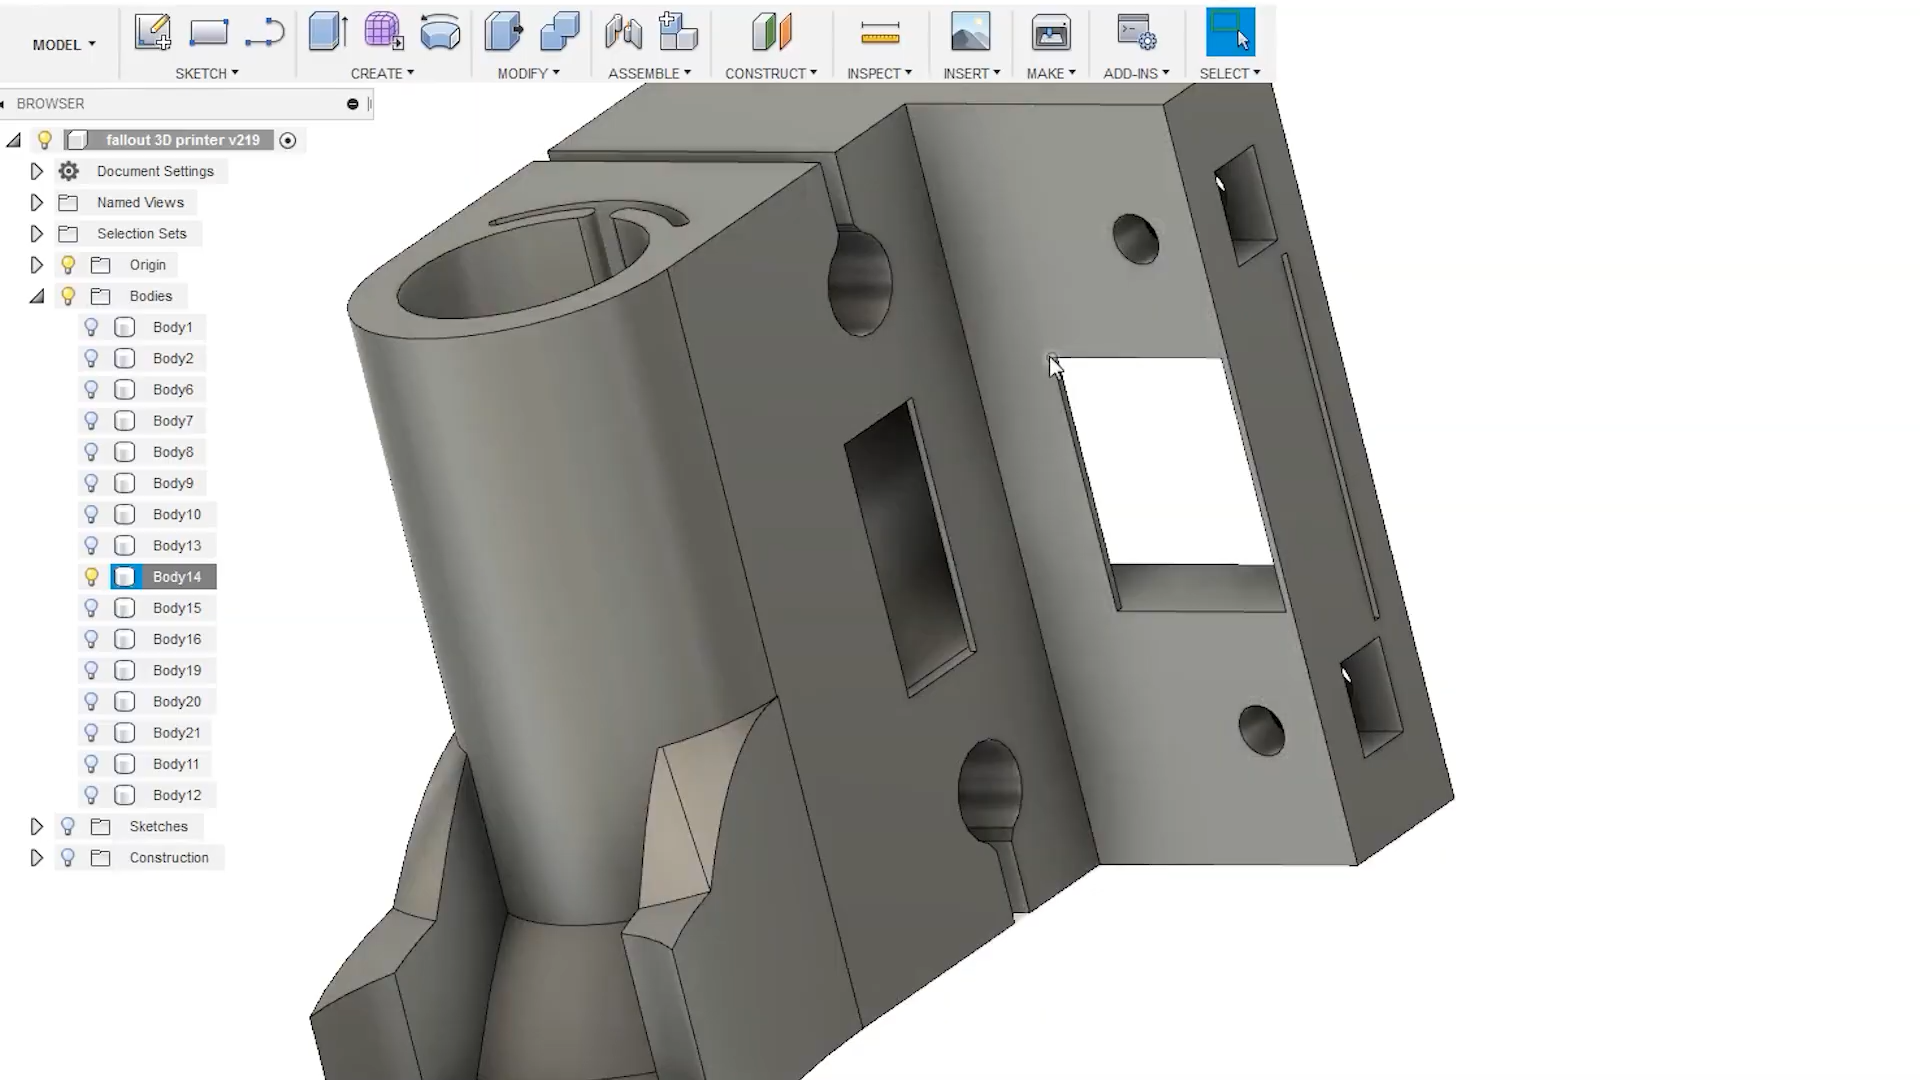 MODEL
SKETCH
CREATE
MODIFY
ASSEMBLE
CONSTRUCT
INSPECT
INSERT
MAKE
ADD-INS
SELECT
BROWSER
fallout 3D printer v219
Document Settings
Named Views
Selection Sets
Origin
Bodies
Body1
Body2
Body6
Body7
Body8
Body9
Body10
Body13
Body14
Body15
Body16
Body19
Body20
Body21
Body11
Body12
Sketches
Construction